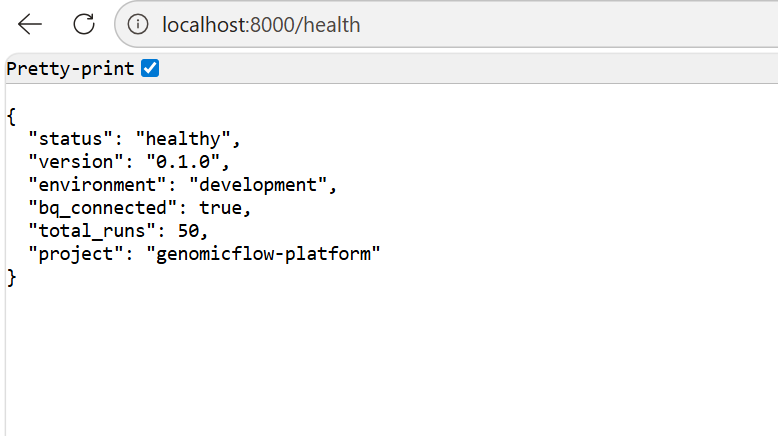 localhost:8000/health
Pretty-print
{
  "status": "healthy",
  "version": "0.1.0",
  "environment": "development",
  "bq_connected": true,
  "total_runs": 50,
  "project": "genomicflow-platform"
}